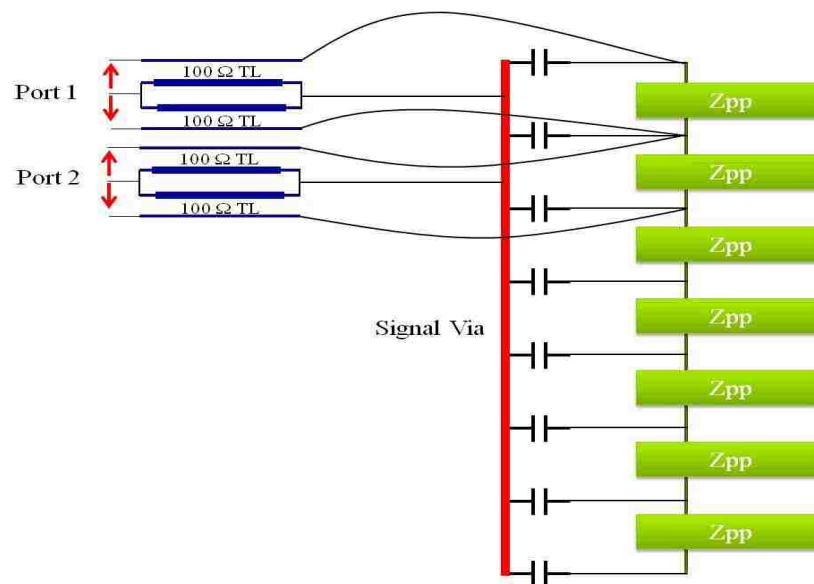 100 Ω TL
Port 1
100 Ω TL
100 Ω TL
Port 2
100 Ω TL
Signal Via
Zpp
Zpp
Zpp
Zpp
Zpp
Zpp
Zpp